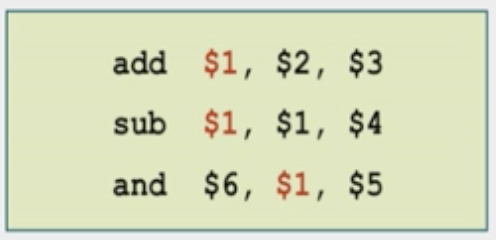 add $1, $2, $3
sub $1, $1, $4
and $6, $1, $5